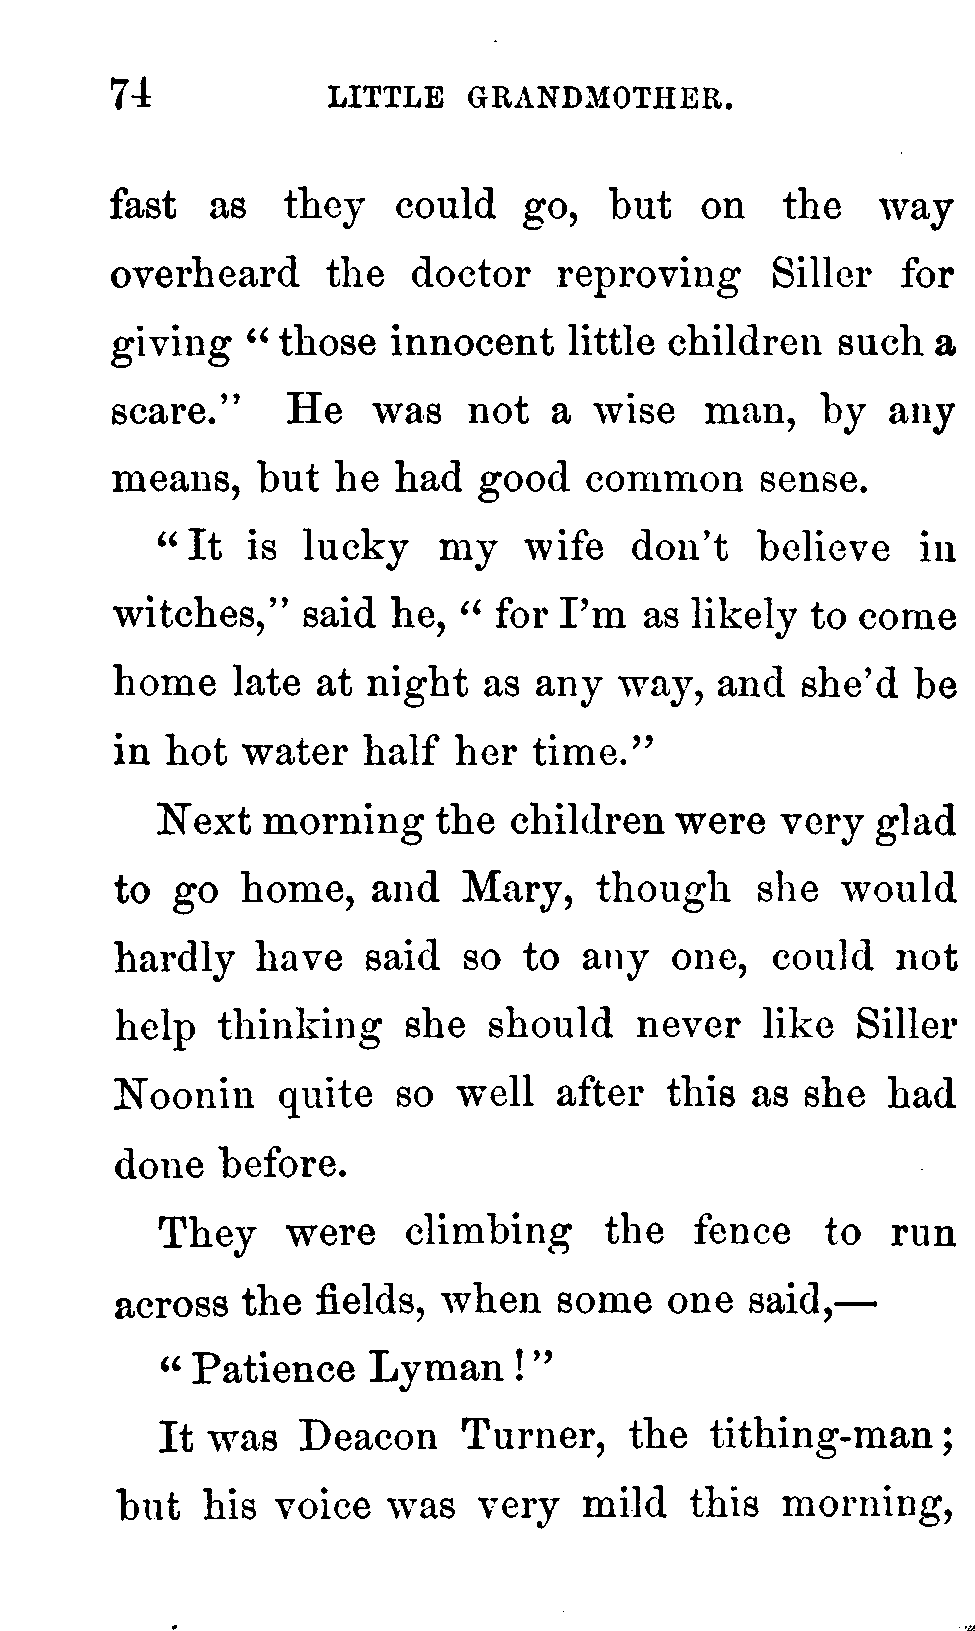 74 LITTLE GRANDMOTHER.
fast as they could go, but on the way
overheard the doctor reproving Siller for
giving “ those innocent little children such a
scare.” He was not a wise man, by any
means, but he had good common sense.
“ It is lucky my wife don’t believe in
witches,” said he, “ for I’m as likely to come
home late at night as any way, and she’d be
in hot water half her time.”
Next morning the children were very glad
to go home, and Mary, though she would
hardly have said so to any one, could not
help thinking she should never like Siller
Noonin quite so well after this as she had
done before.
They were climbing the fence to run
across the fields, when some one said,—
“ Patience Lyman ! ”
It was Deacon Turner, the tithing-man ;
but his voice was very mild this morning,